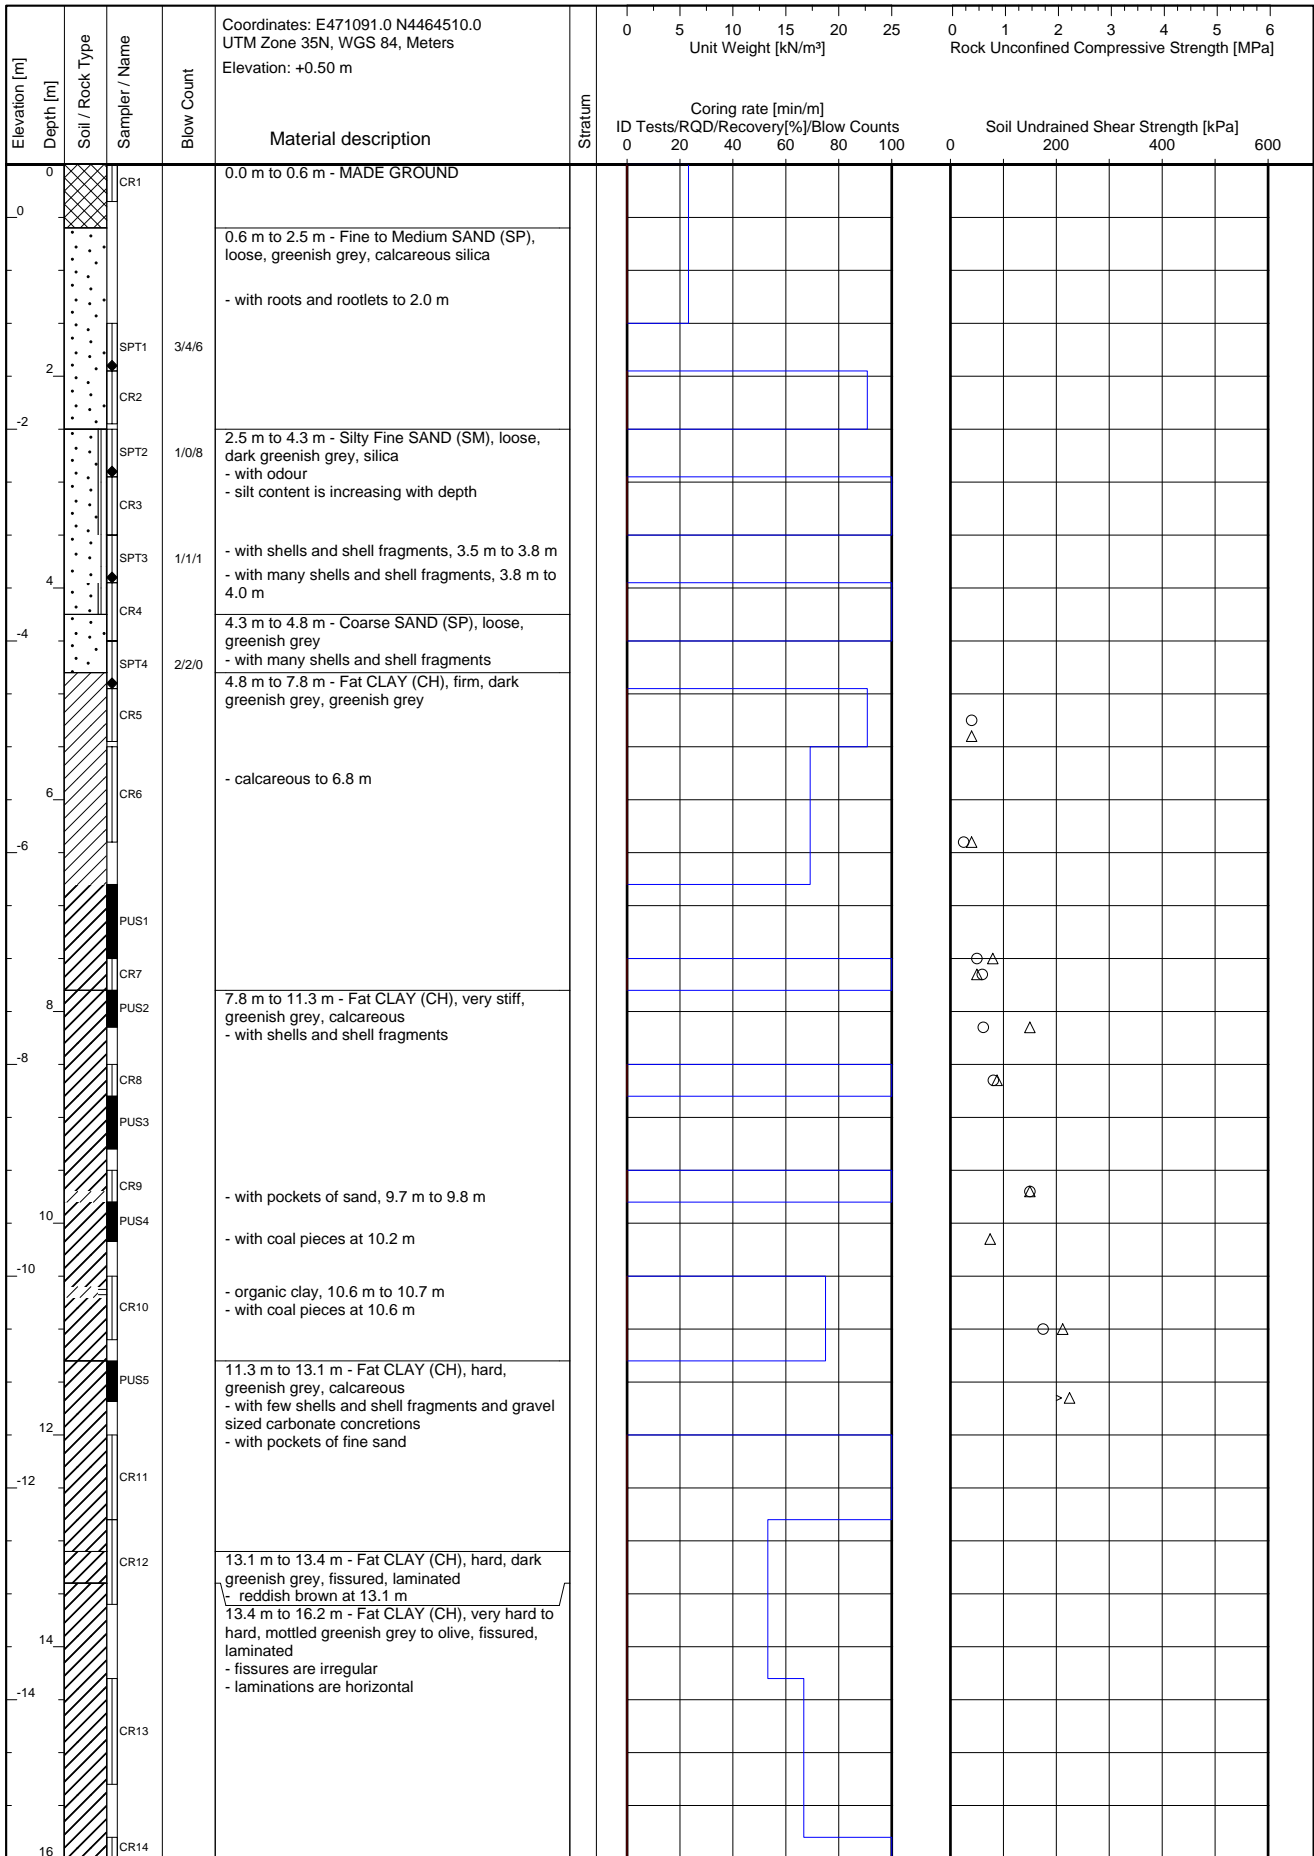 Coordinates: E471091.0 N4464510.0
UTM Zone 35N, WGS 84, Meters
Elevation: +0.50 m
Elevation [m]
Depth [m]
Soil / Rock Type
Sampler / Name
Blow Count
Material description
Stratum
0 5 10 15 20 25
Unit Weight [kN/m³]
Coring rate [min/m]
ID Tests/RQD/Recovery[%]/Blow Counts
0 20 40 60 80 100
0 1 2 3 4 5 6
Rock Unconfined Compressive Strength [MPa]
Soil Undrained Shear Strength [kPa]
0 200 400 600
0
CR1
0.0 m to 0.6 m - MADE GROUND
0
0.6 m to 2.5 m - Fine to Medium SAND (SP),
loose, greenish grey, calcareous silica
- with roots and rootlets to 2.0 m
SPT1 3/4/6
2
CR2
-2
2.5 m to 4.3 m - Silty Fine SAND (SM), loose,
dark greenish grey, silica
SPT2 1/0/8
- with odour
- silt content is increasing with depth
CR3
- with shells and shell fragments, 3.5 m to 3.8 m
SPT3 1/1/1
- with many shells and shell fragments, 3.8 m to
4.0 m
4
CR4
4.3 m to 4.8 m - Coarse SAND (SP), loose,
greenish grey
-4
- with many shells and shell fragments
SPT4 2/2/0
4.8 m to 7.8 m - Fat CLAY (CH), firm, dark
greenish grey, greenish grey
CR5
- calcareous to 6.8 m
6
CR6
-6
PUS1
CR7
7.8 m to 11.3 m - Fat CLAY (CH), very stiff,
greenish grey, calcareous
- with shells and shell fragments
8
PUS2
-8
CR8
PUS3
CR9
- with pockets of sand, 9.7 m to 9.8 m
10
PUS4
- with coal pieces at 10.2 m
-10
- organic clay, 10.6 m to 10.7 m
- with coal pieces at 10.6 m
CR10
11.3 m to 13.1 m - Fat CLAY (CH), hard,
greenish grey, calcareous
PUS5
- with few shells and shell fragments and gravel
sized carbonate concretions
- with pockets of fine sand
12
CR11
-12
13.1 m to 13.4 m - Fat CLAY (CH), hard, dark
greenish grey, fissured, laminated
CR12
- reddish brown at 13.1 m
13.4 m to 16.2 m - Fat CLAY (CH), very hard to
hard, mottled greenish grey to olive, fissured,
laminated
14
- fissures are irregular
- laminations are horizontal
-14
CR13
16
CR14